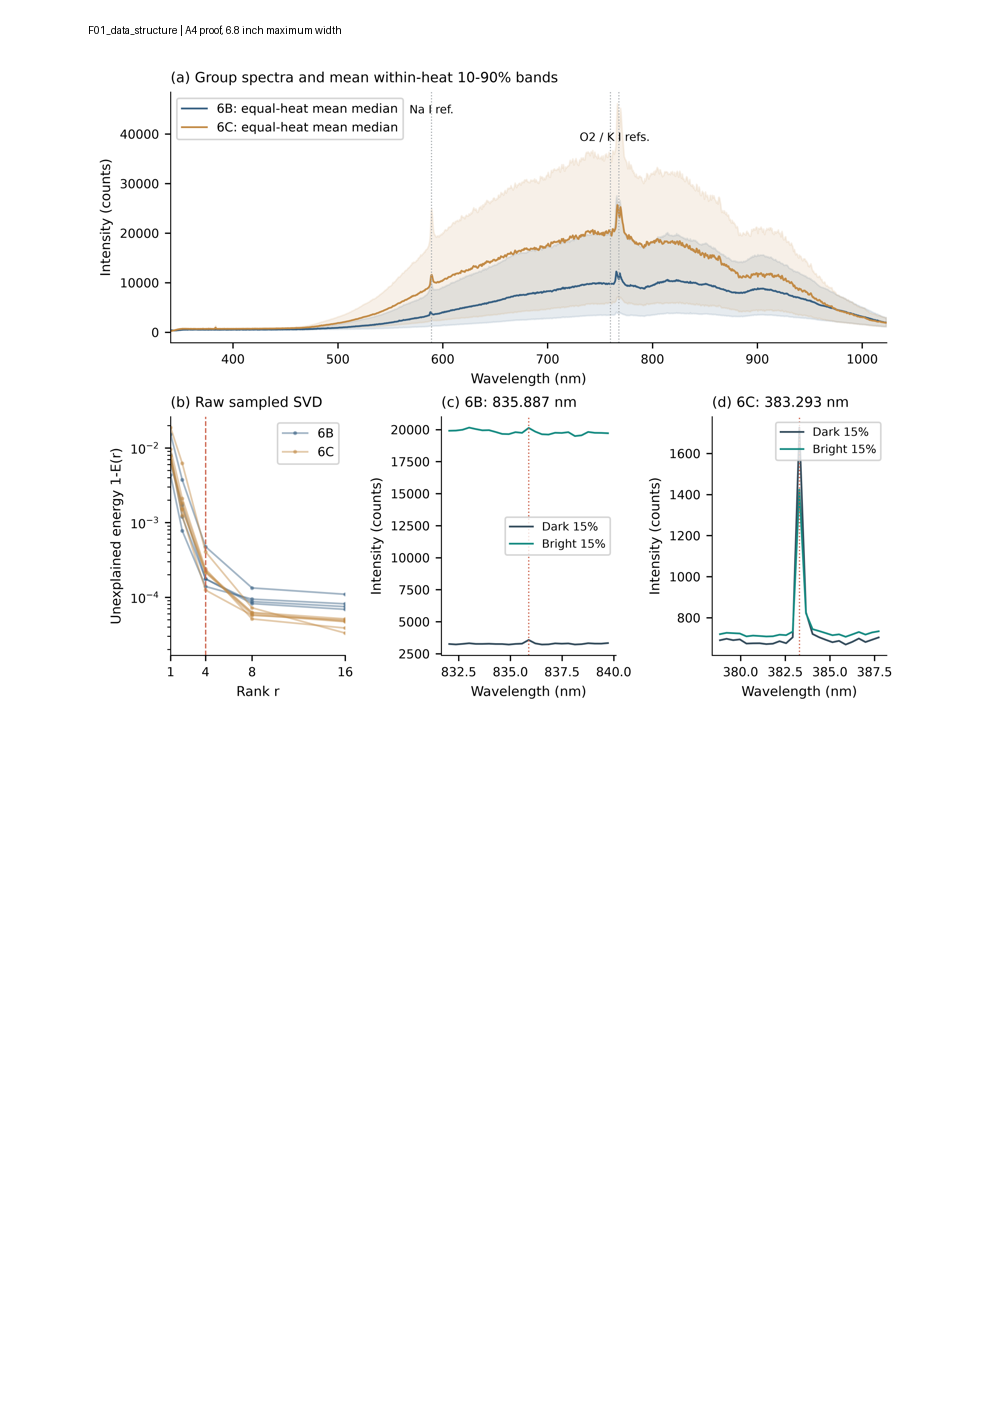 F01_data_structure | A4 proof, 6.8 inch maximum width
(a) Group spectra and mean within-heat 10-90% bands
6B: equal-heat mean median
6C: equal-heat mean median
Na I ref.
O2 / K I refs.
Intensity (counts)
40000
30000
20000
10000
0
400 500 600 700 800 900 1000
Wavelength (nm)
(b) Raw sampled SVD
6B
6C
Unexplained energy 1-E(r)
10⁻²
10⁻³
10⁻⁴
1 4 8 16
Rank r
(c) 6B: 835.887 nm
Intensity (counts)
20000
17500
15000
12500
10000
7500
5000
2500
Dark 15%
Bright 15%
832.5 835.0 837.5 840.0
Wavelength (nm)
(d) 6C: 383.293 nm
Dark 15%
Bright 15%
Intensity (counts)
1600
1400
1200
1000
800
380.0 382.5 385.0 387.5
Wavelength (nm)